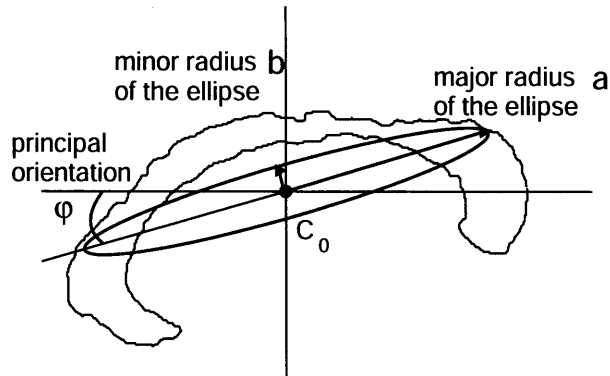 minor radius b
of the ellipse
major radius a
of the ellipse
principal
orientation
φ
C₀